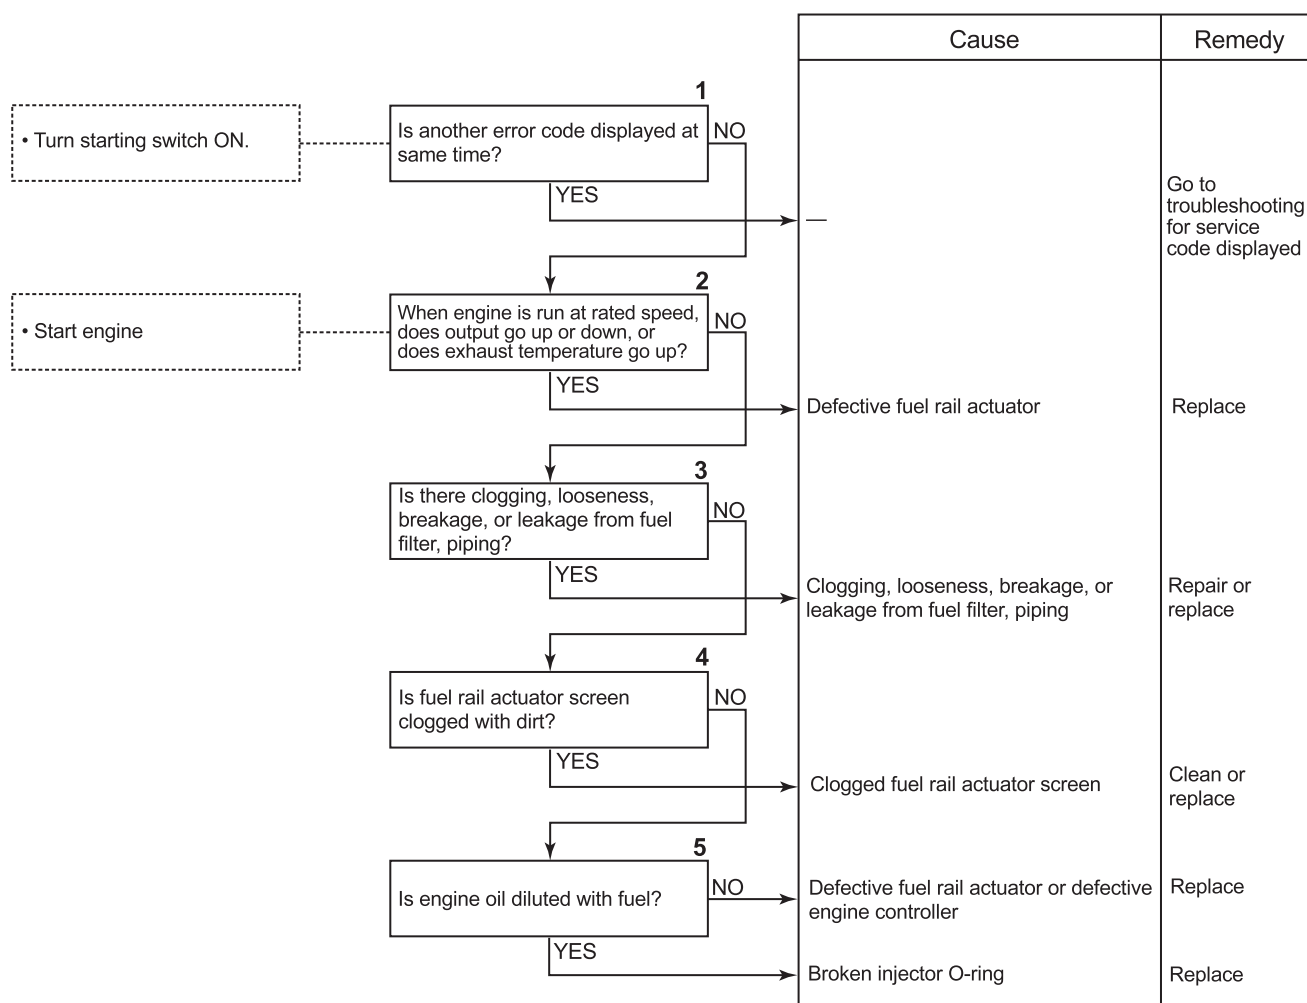 Cause
Remedy
1
• Turn starting switch ON.
Is another error code displayed at
same time?
NO
YES
—
Go to
troubleshooting
for service
code displayed
2
• Start engine
When engine is run at rated speed,
does output go up or down, or
does exhaust temperature go up?
NO
YES
Defective fuel rail actuator
Replace
3
Is there clogging, looseness,
breakage, or leakage from fuel
filter, piping?
NO
YES
Clogging, looseness, breakage, or
leakage from fuel filter, piping
Repair or
replace
4
Is fuel rail actuator screen
clogged with dirt?
NO
YES
Clogged fuel rail actuator screen
Clean or
replace
5
Is engine oil diluted with fuel?
NO
Defective fuel rail actuator or defective
engine controller
Replace
YES
Broken injector O-ring
Replace